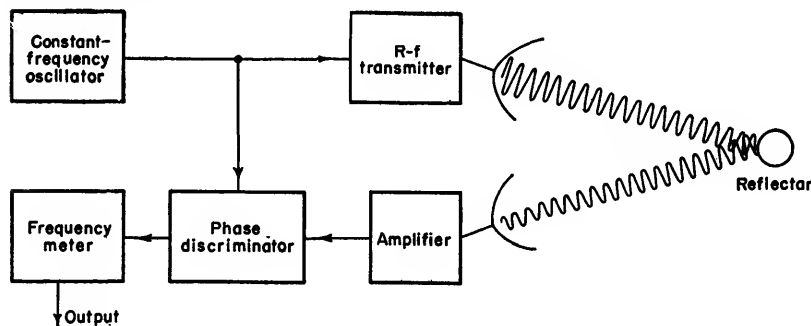 Constant-
frequency
oscillator
R-f
transmitter
Reflector
Frequency
meter
Phase
discriminator
Amplifier
Output